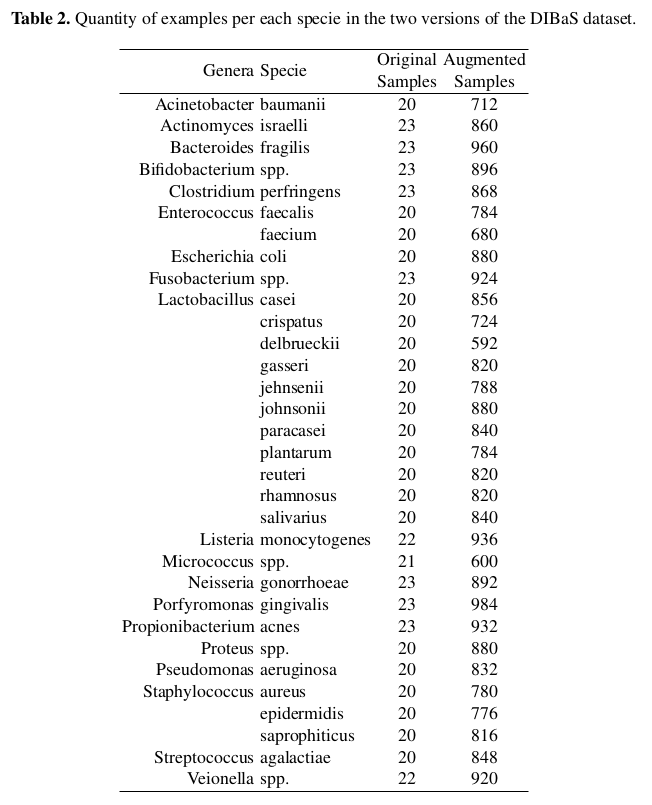 Table 2. Quantity of examples per each specie in the two versions of the DIBaS dataset.
Genera Specie Original Samples Augmented Samples
Acinetobacter baumanii 20 712
Actinomyces israelli 23 860
Bacteroides fragilis 23 960
Bifidobacterium spp. 23 896
Clostridium perfringens 23 868
Enterococcus faecalis 20 784
faecium 20 680
Escherichia coli 20 880
Fusobacterium spp. 23 924
Lactobacillus casei 20 856
crispatus 20 724
delbrueckii 20 592
gasseri 20 820
jehnsenii 20 788
johnsonii 20 880
paracasei 20 840
plantarum 20 784
reuteri 20 820
rhamnosus 20 820
salivarius 20 840
Listeria monocytogenes 22 936
Micrococcus spp. 21 600
Neisseria gonorrhoeae 23 892
Porfyromonas gingivalis 23 984
Propionibacterium acnes 23 932
Proteus spp. 20 880
Pseudomonas aeruginosa 20 832
Staphylococcus aureus 20 780
epidermidis 20 776
saprophiticus 20 816
Streptococcus agalactiae 20 848
Veionella spp. 22 920